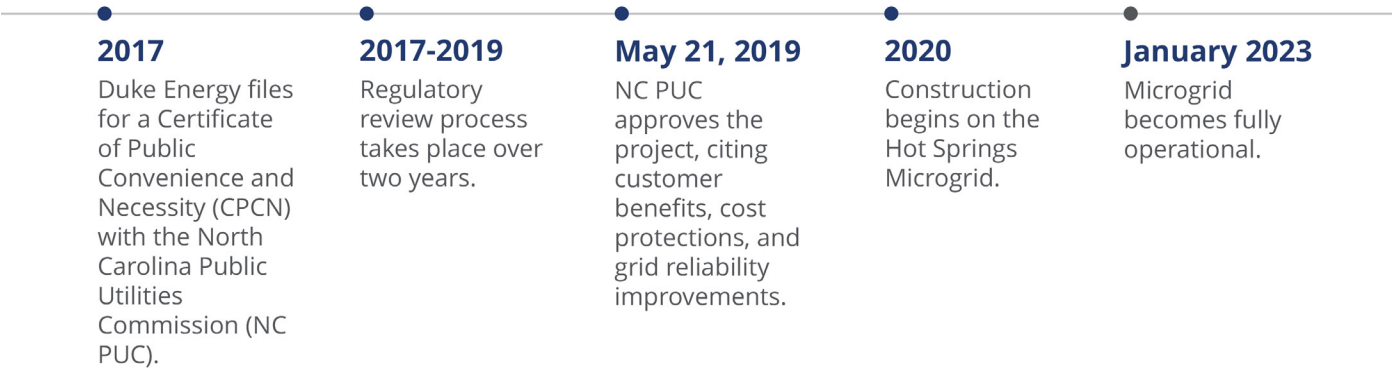 2017
Duke Energy files
for a Certificate
of Public
Convenience and
Necessity (CPCN)
with the North
Carolina Public
Utilities
Commission (NC
PUC).
2017-2019
Regulatory
review process
takes place over
two years.
May 21, 2019
NC PUC
approves the
project, citing
customer
benefits, cost
protections, and
grid reliability
improvements.
2020
Construction
begins on the
Hot Springs
Microgrid.
January 2023
Microgrid
becomes fully
operational.